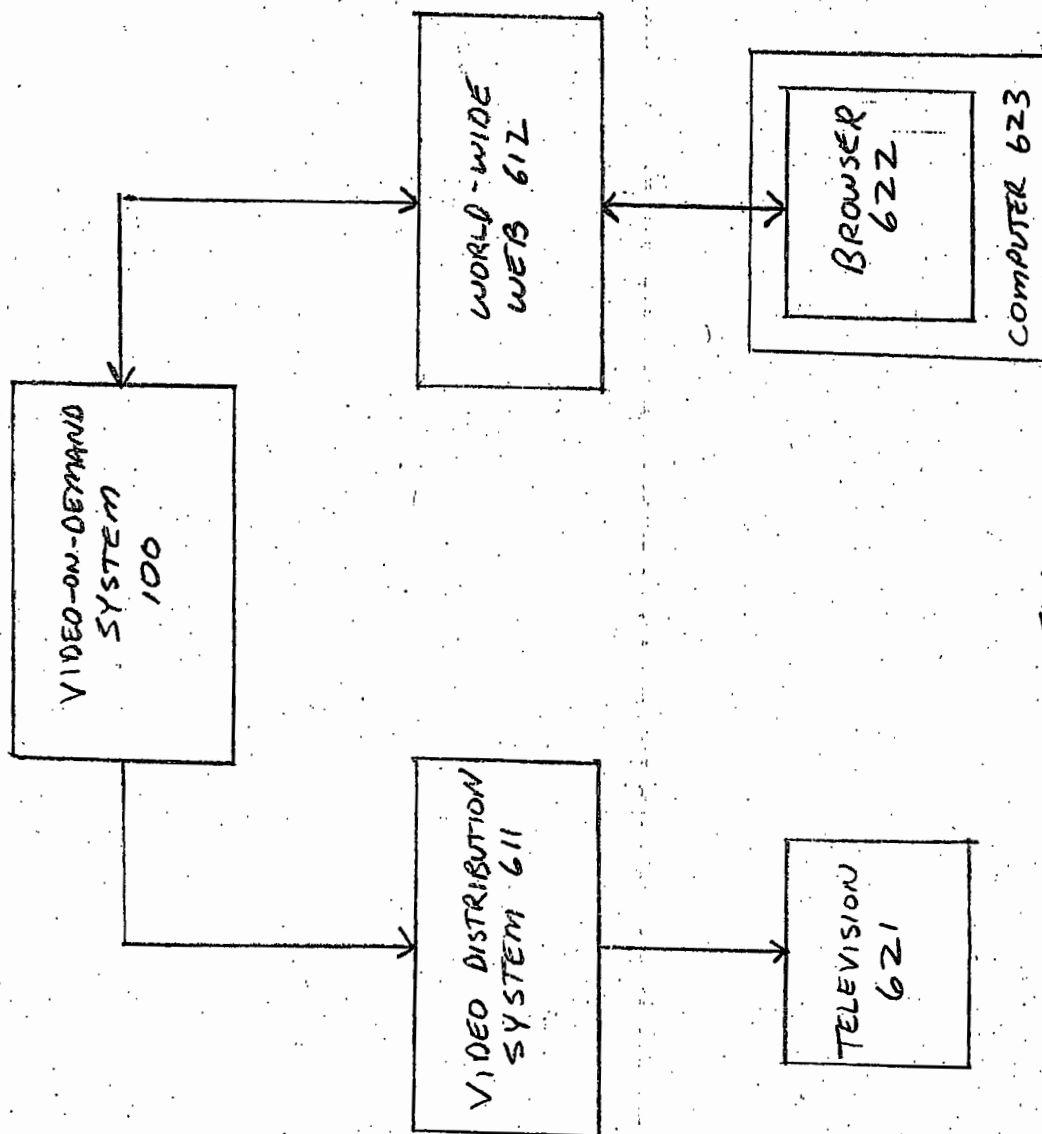 VIDEO-ON-DEMAND
SYSTEM
100
VIDEO DISTRIBUTION
SYSTEM 611
WORLD-WIDE
WEB 612
TELEVISION
621
BROWSER
622
COMPUTER 623